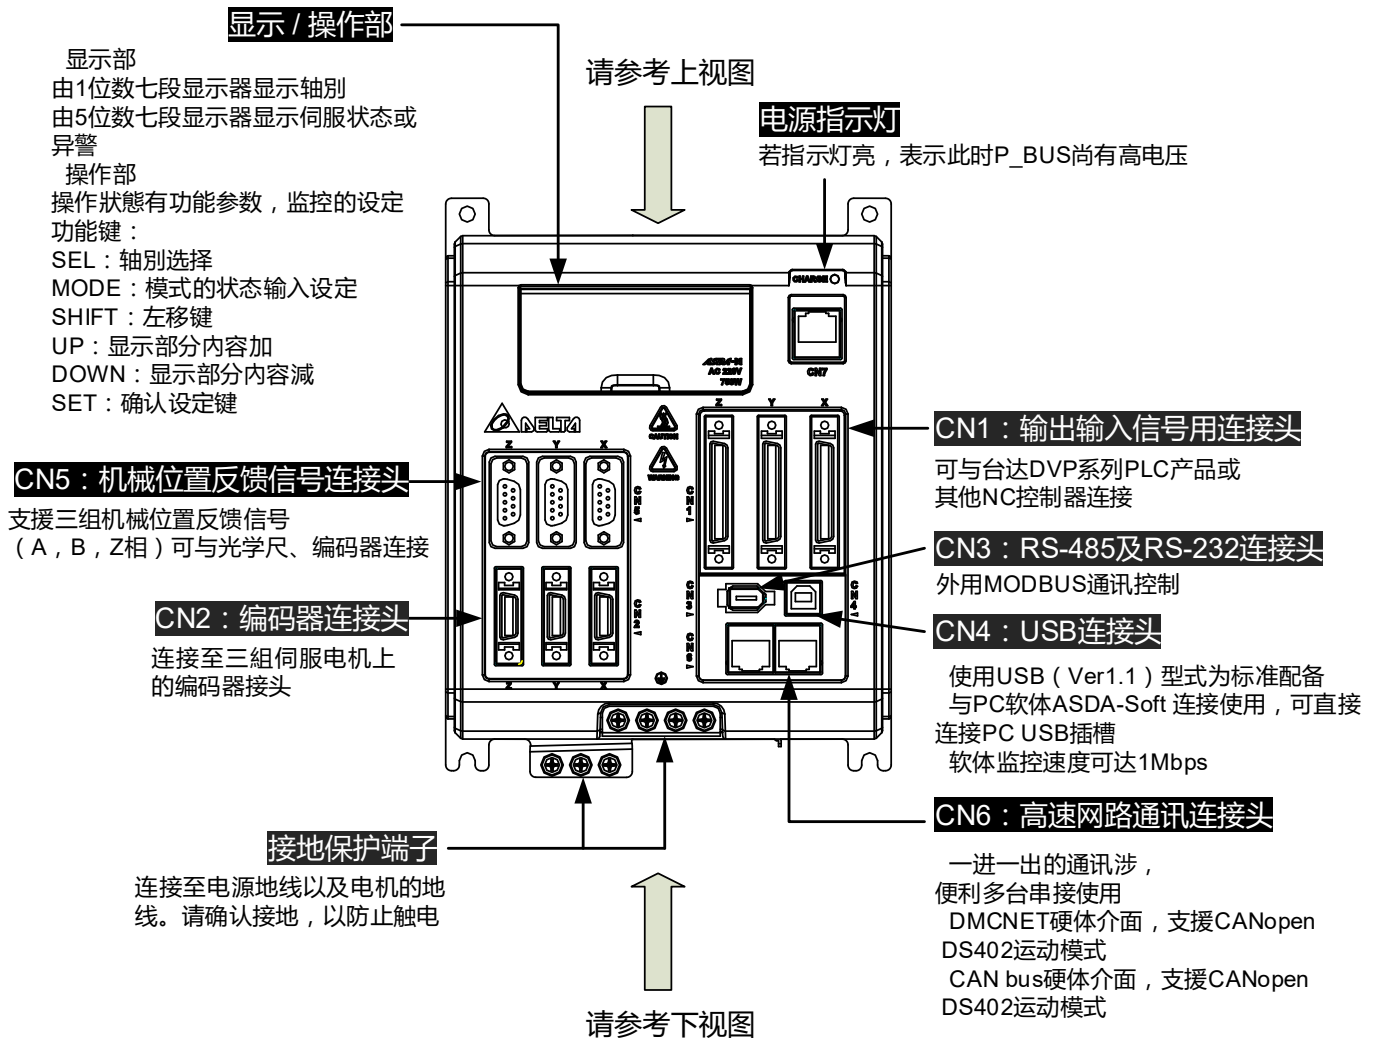 显示 / 操作部
显示部
由1位数七段显示器显示轴别
由5位数七段显示器显示伺服状态或
异警
操作部
操作狀態有功能参数，监控的设定
功能键：
SEL：轴别选择
MODE：模式的状态输入设定
SHIFT：左移键
UP：显示部分内容加
DOWN：显示部分内容減
SET：确认设定键
请参考上视图
电源指示灯
若指示灯亮，表示此时P_BUS尚有高电压
CHARGE
CN7
ASDA-M
AC 220V
750W
DELTA
CAUTION
WARNING
Z Y X
Z Y X
CN5
CN1
CN2
CN3
CN4
CN6
Z Y X
CN5：机械位置反馈信号连接头
支援三组机械位置反馈信号
（A，B，Z相）可与光学尺、编码器连接
CN2：编码器连接头
连接至三組伺服电机上
的编码器接头
接地保护端子
连接至电源地线以及电机的地
线。请确认接地，以防止触电
CN1：输出输入信号用连接头
可与台达DVP系列PLC产品或
其他NC控制器连接
CN3：RS-485及RS-232连接头
外用MODBUS通讯控制
CN4：USB连接头
使用USB（Ver1.1）型式为标准配备
与PC软体ASDA-Soft 连接使用，可直接
连接PC USB插槽
软体监控速度可达1Mbps
CN6：高速网路通讯连接头
一进一出的通讯涉，
便利多台串接使用
DMCNET硬体介面，支援CANopen
DS402运动模式
CAN bus硬体介面，支援CANopen
DS402运动模式
请参考下视图